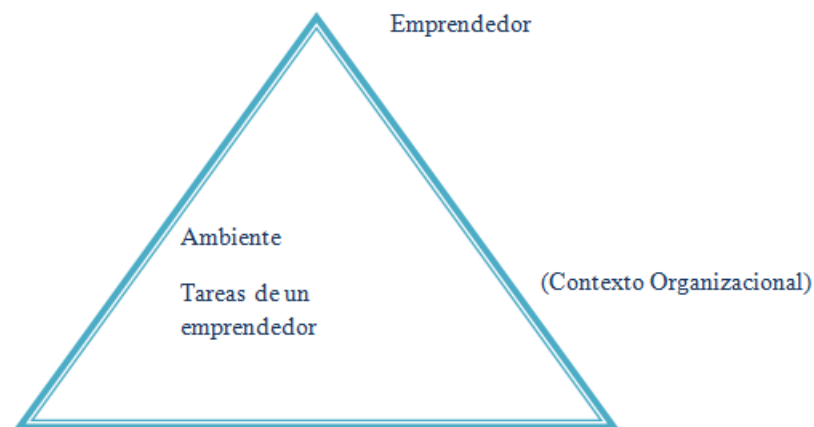 Emprendedor
Ambiente
(Contexto Organizacional)
Tareas de un
emprendedor